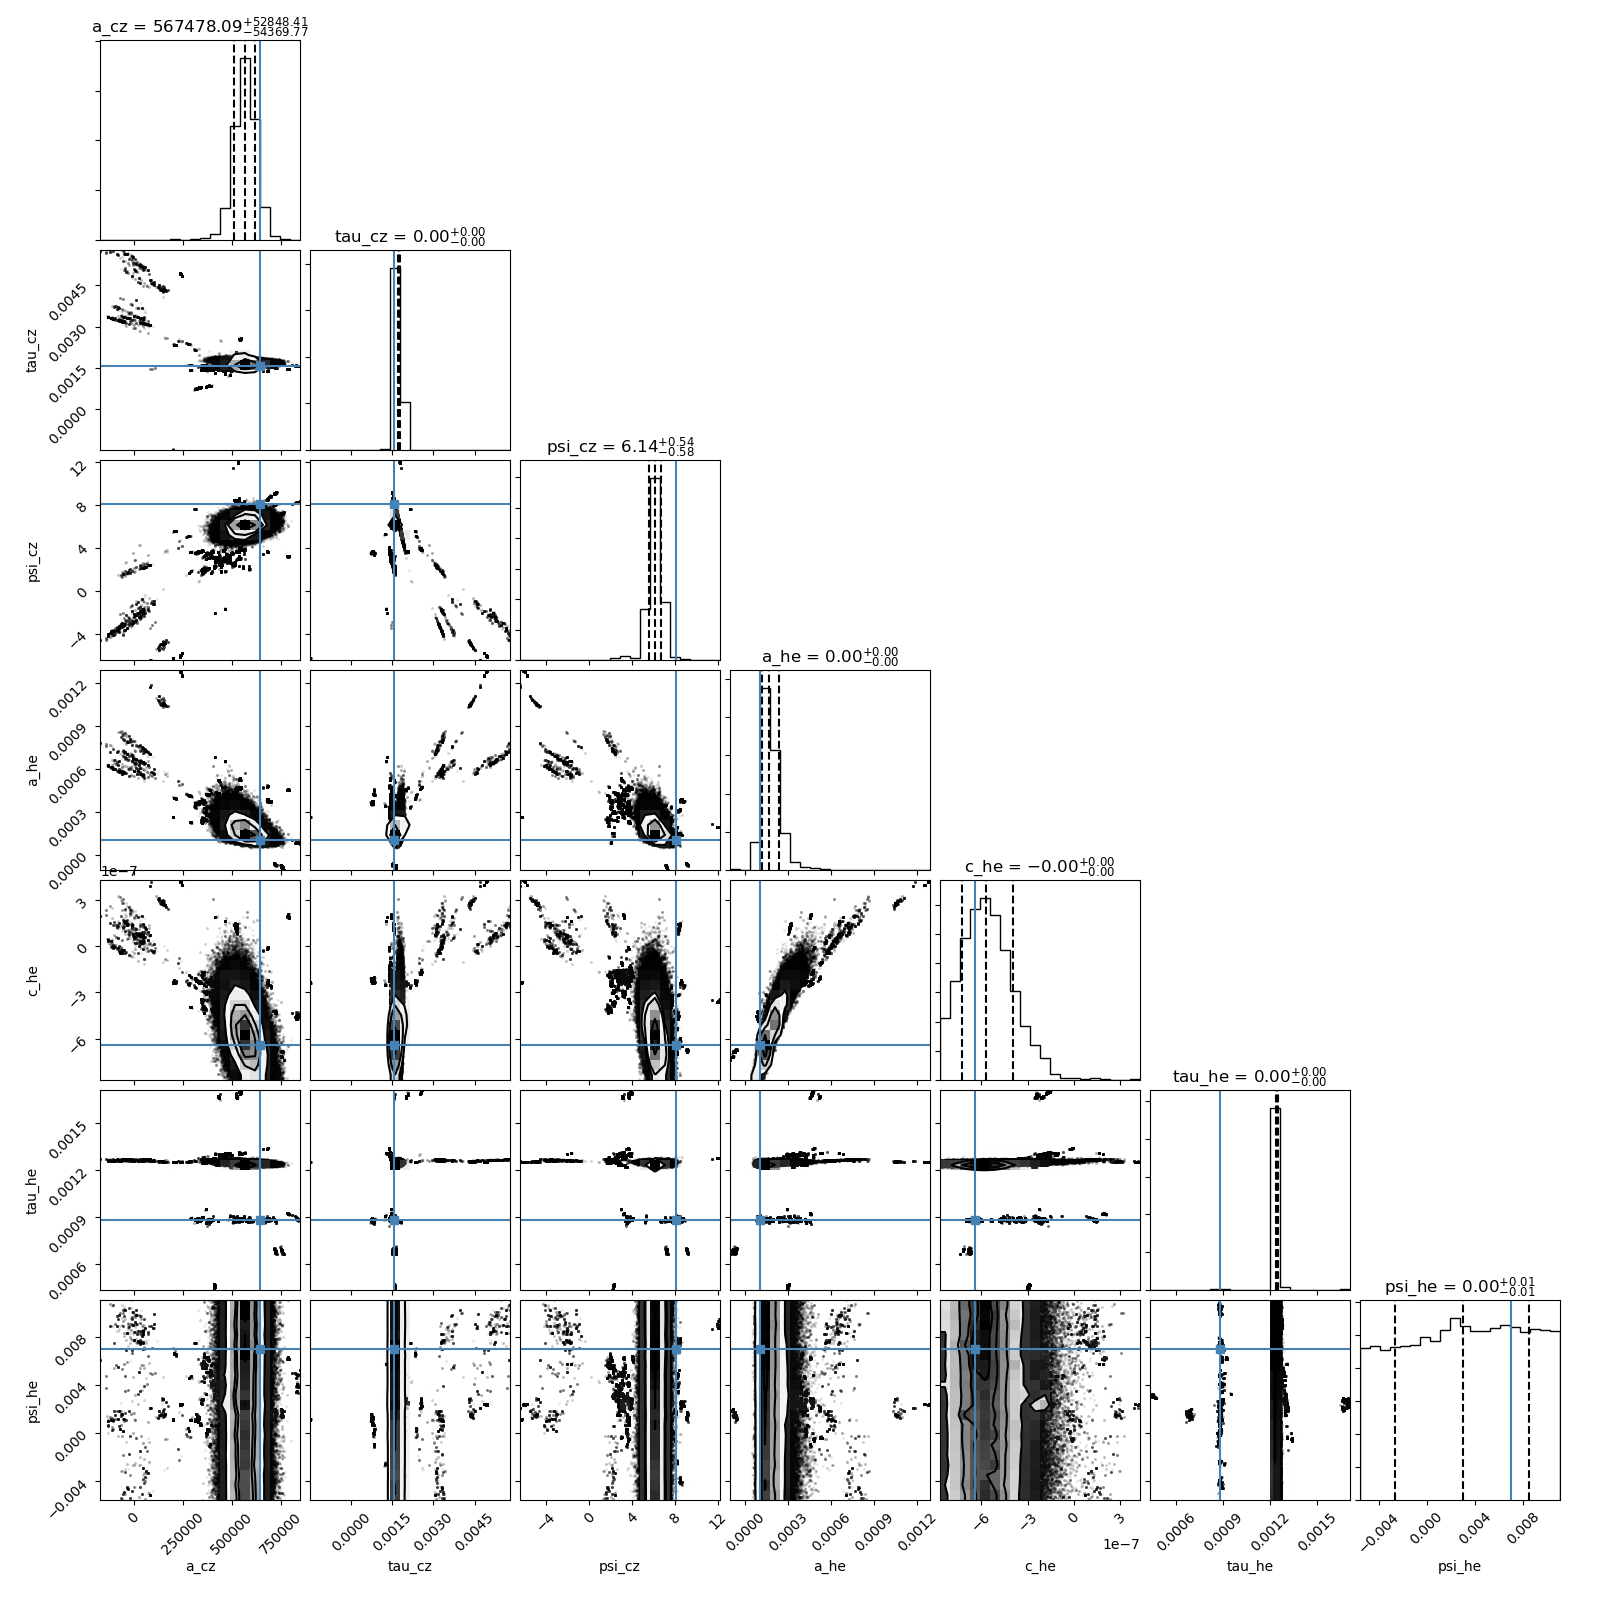 a_cz = 567478.09+52848.41−54369.77
tau_cz = 0.00+0.00−0.00
0.0045
0.0030
0.0015
0.0000
tau_cz
psi_cz = 6.14+0.54−0.58
12
8
4
0
−4
psi_cz
a_he = 0.00+0.00−0.00
0.0012
0.0009
0.0006
0.0003
0.0000
a_he
1e−7
c_he = −0.00+0.00−0.00
3
0
−3
−6
c_he
tau_he = 0.00+0.00−0.00
0.0015
0.0012
0.0009
0.0006
tau_he
psi_he = 0.00+0.01−0.01
0.008
0.004
0.000
−0.004
psi_he
0 250000 500000 750000
0.0000 0.0015 0.0030 0.0045
−4 0 4 8 12
0.0000 0.0003 0.0006 0.0009 0.0012
−6 −3 0 3
1e−7
0.0006 0.0009 0.0012 0.0015
−0.004 0.000 0.004 0.008
a_cz tau_cz psi_cz a_he c_he tau_he psi_he